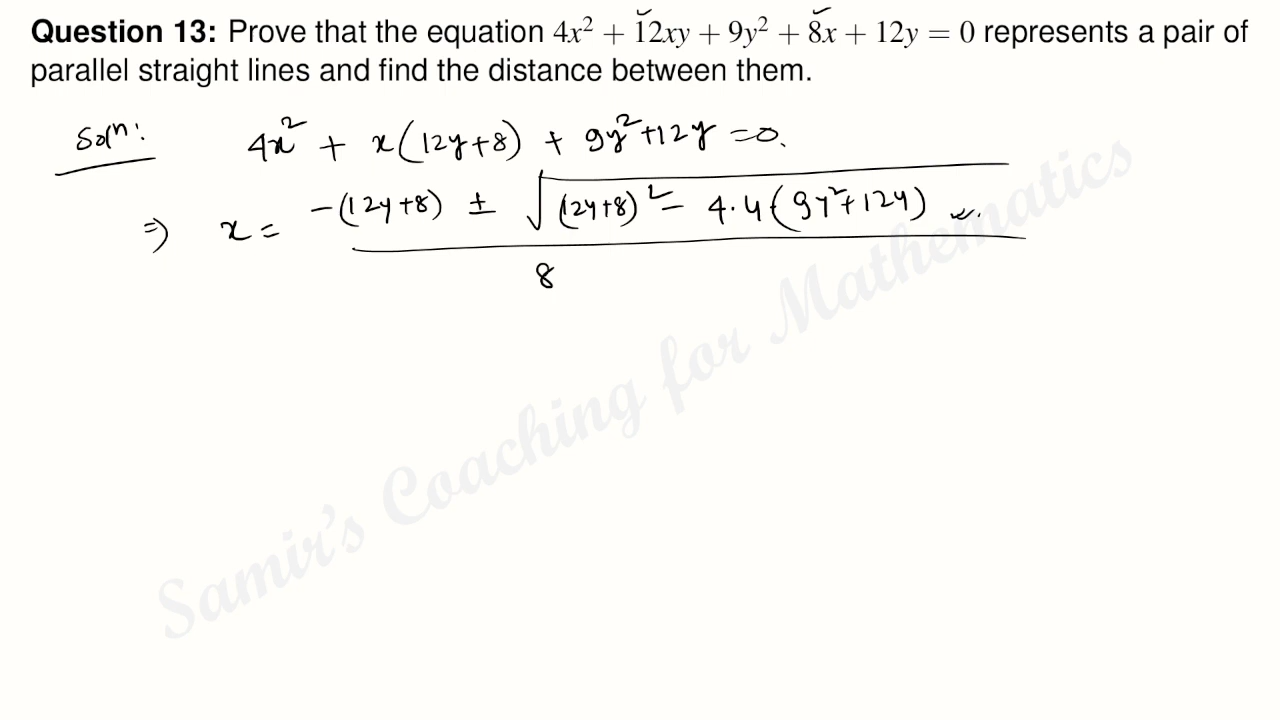 Question 13: Prove that the equation 4x² + 12xy + 9y² + 8x + 12y = 0 represents a pair of
parallel straight lines and find the distance between them.
Solⁿ: 4x² + x(12y+8) + 9y²+12y =0.
⇒ x = -(12y+8) ± √(12y+8)² - 4.4(9y²+12y)
8
Samir's Coaching for Mathematics